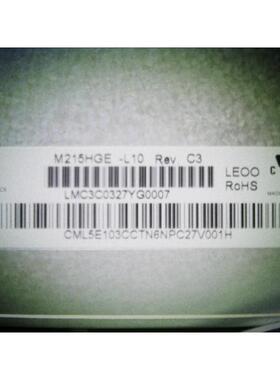 M215HGE -L10 Rev. C3
LEOO
RoHS
LMC3C0327YG0007
CML5E103CCTN6NPC27V001H